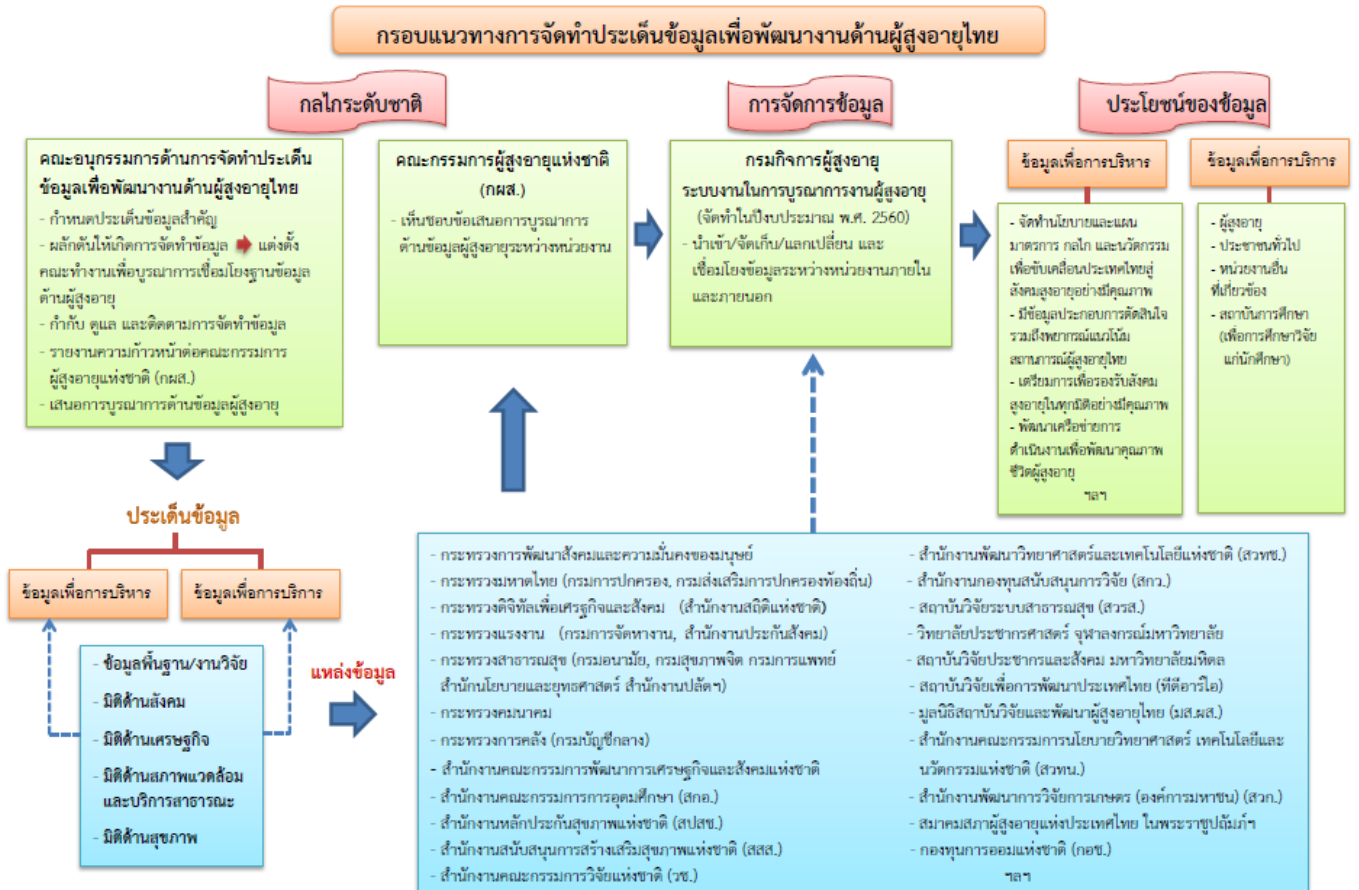 กรอบแนวทางการจัดทำประเด็นข้อมูลเพื่อพัฒนางานด้านผู้สูงอายุไทย
กลไกระดับชาติ
การจัดการข้อมูล
ประโยชน์ของข้อมูล
คณะอนุกรรมการด้านการจัดทำประเด็น
ข้อมูลเพื่อพัฒนางานด้านผู้สูงอายุไทย
- กำหนดประเด็นข้อมูลสำคัญ
- ผลักดันให้เกิดการจัดทำข้อมูล แต่งตั้ง
คณะทำงานเพื่อบูรณาการเชื่อมโยงฐานข้อมูล
ด้านผู้สูงอายุ
- กำกับ ดูแล และติดตามการจัดทำข้อมูล
- รายงานความก้าวหน้าต่อคณะกรรมการ
ผู้สูงอายุแห่งชาติ (กผส.)
- เสนอการบูรณาการด้านข้อมูลผู้สูงอายุ
คณะกรรมการผู้สูงอายุแห่งชาติ
(กผส.)
- เห็นชอบข้อเสนอการบูรณาการ
ด้านข้อมูลผู้สูงอายุระหว่างหน่วยงาน
กรมกิจการผู้สูงอายุ
ระบบงานในการบูรณาการงานผู้สูงอายุ
(จัดทำในปีงบประมาณ พ.ศ. 2560)
- นำเข้า/จัดเก็บ/แลกเปลี่ยน และ
เชื่อมโยงข้อมูลระหว่างหน่วยงานภายใน
และภายนอก
ข้อมูลเพื่อการบริหาร
- จัดทำนโยบายและแผน
มาตรการ กลไก และนวัตกรรม
เพื่อขับเคลื่อนประเทศไทยสู่
สังคมสูงอายุอย่างมีคุณภาพ
- มีข้อมูลประกอบการตัดสินใจ
รวมถึงพยากรณ์แนวโน้ม
สถานการณ์ผู้สูงอายุไทย
- เตรียมการเพื่อรองรับสังคม
สูงอายุในทุกมิติอย่างมีคุณภาพ
- พัฒนาเครือข่ายการ
ดำเนินงานเพื่อพัฒนาคุณภาพ
ชีวิตผู้สูงอายุ
ฯลฯ
ข้อมูลเพื่อการบริการ
- ผู้สูงอายุ
- ประชาชนทั่วไป
- หน่วยงานอื่น
ที่เกี่ยวข้อง
- สถาบันการศึกษา
(เพื่อการศึกษาวิจัย
แก่นักศึกษา)
ประเด็นข้อมูล
ข้อมูลเพื่อการบริหาร
ข้อมูลเพื่อการบริการ
- ข้อมูลพื้นฐาน/งานวิจัย
- มิติด้านสังคม
- มิติด้านเศรษฐกิจ
- มิติด้านสภาพแวดล้อม
และบริการสาธารณะ
- มิติด้านสุขภาพ
แหล่งข้อมูล
- กระทรวงการพัฒนาสังคมและความมั่นคงของมนุษย์
- กระทรวงมหาดไทย (กรมการปกครอง, กรมส่งเสริมการปกครองท้องถิ่น)
- กระทรวงดิจิทัลเพื่อเศรษฐกิจและสังคม (สำนักงานสถิติแห่งชาติ)
- กระทรวงแรงงาน (กรมการจัดหางาน, สำนักงานประกันสังคม)
- กระทรวงสาธารณสุข (กรมอนามัย, กรมสุขภาพจิต กรมการแพทย์
สำนักนโยบายและยุทธศาสตร์ สำนักงานปลัดฯ)
- กระทรวงคมนาคม
- กระทรวงการคลัง (กรมบัญชีกลาง)
- สำนักงานคณะกรรมการพัฒนาการเศรษฐกิจและสังคมแห่งชาติ
- สำนักงานคณะกรรมการการอุดมศึกษา (สกอ.)
- สำนักงานหลักประกันสุขภาพแห่งชาติ (สปสช.)
- สำนักงานสนับสนุนการสร้างเสริมสุขภาพแห่งชาติ (สสส.)
- สำนักงานคณะกรรมการวิจัยแห่งชาติ (วช.)
- สำนักงานพัฒนาวิทยาศาสตร์และเทคโนโลยีแห่งชาติ (สวทช.)
- สำนักงานกองทุนสนับสนุนการวิจัย (สกว.)
- สถาบันวิจัยระบบสาธารณสุข (สวรส.)
- วิทยาลัยประชากรศาสตร์ จุฬาลงกรณ์มหาวิทยาลัย
- สถาบันวิจัยประชากรและสังคม มหาวิทยาลัยมหิดล
- สถาบันวิจัยเพื่อการพัฒนาประเทศไทย (ทีดีอาร์ไอ)
- มูลนิธิสถาบันวิจัยและพัฒนาผู้สูงอายุไทย (มส.ผส.)
- สำนักงานคณะกรรมการนโยบายวิทยาศาสตร์ เทคโนโลยีและ
นวัตกรรมแห่งชาติ (สวทน.)
- สำนักงานพัฒนาการวิจัยการเกษตร (องค์การมหาชน) (สวก.)
- สมาคมสภาผู้สูงอายุแห่งประเทศไทย ในพระราชูปถัมภ์ฯ
- กองทุนการออมแห่งชาติ (กอช.)
ฯลฯ